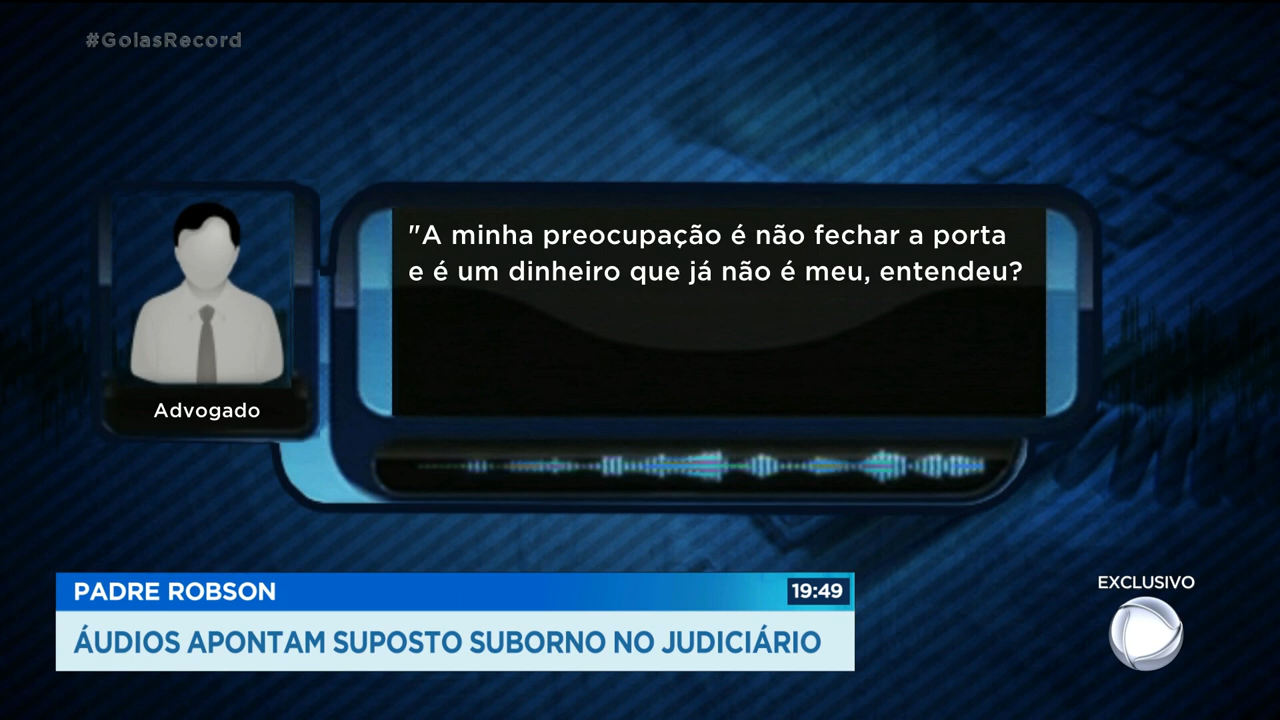 #GoiasRecord
"A minha preocupação é não fechar a porta
e é um dinheiro que já não é meu, entendeu?
Advogado
PADRE ROBSON
19:49
ÁUDIOS APONTAM SUPOSTO SUBORNO NO JUDICIÁRIO
EXCLUSIVO